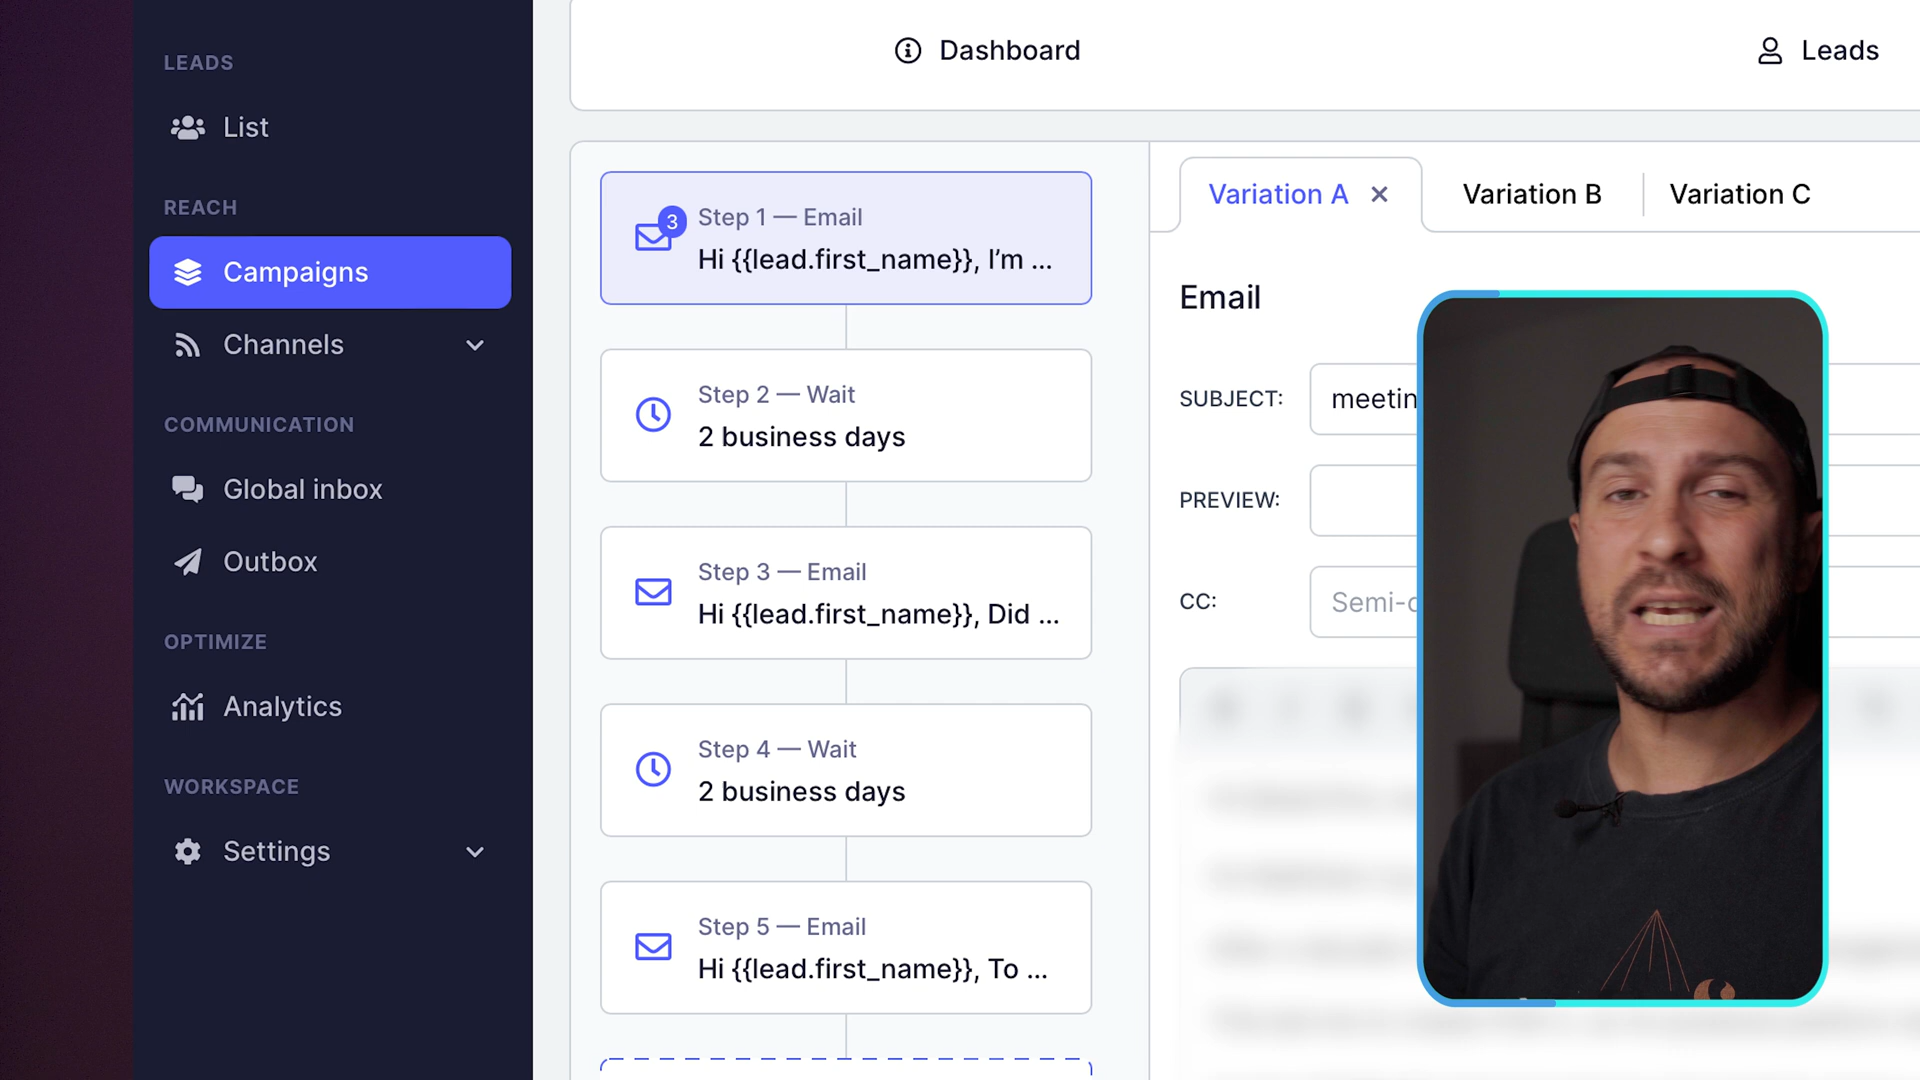 LEADS
List
REACH
Campaigns
Channels
COMMUNICATION
Global inbox
Outbox
OPTIMIZE
Analytics
WORKSPACE
Settings
Dashboard
Leads
3
Step 1 — Email
Hi {{lead.first_name}}, I’m ...
Step 2 — Wait
2 business days
Step 3 — Email
Hi {{lead.first_name}}, Did ...
Step 4 — Wait
2 business days
Step 5 — Email
Hi {{lead.first_name}}, To ...
Variation A
Variation B
Variation C
Email
SUBJECT:
meetin
PREVIEW:
CC:
Semi-c